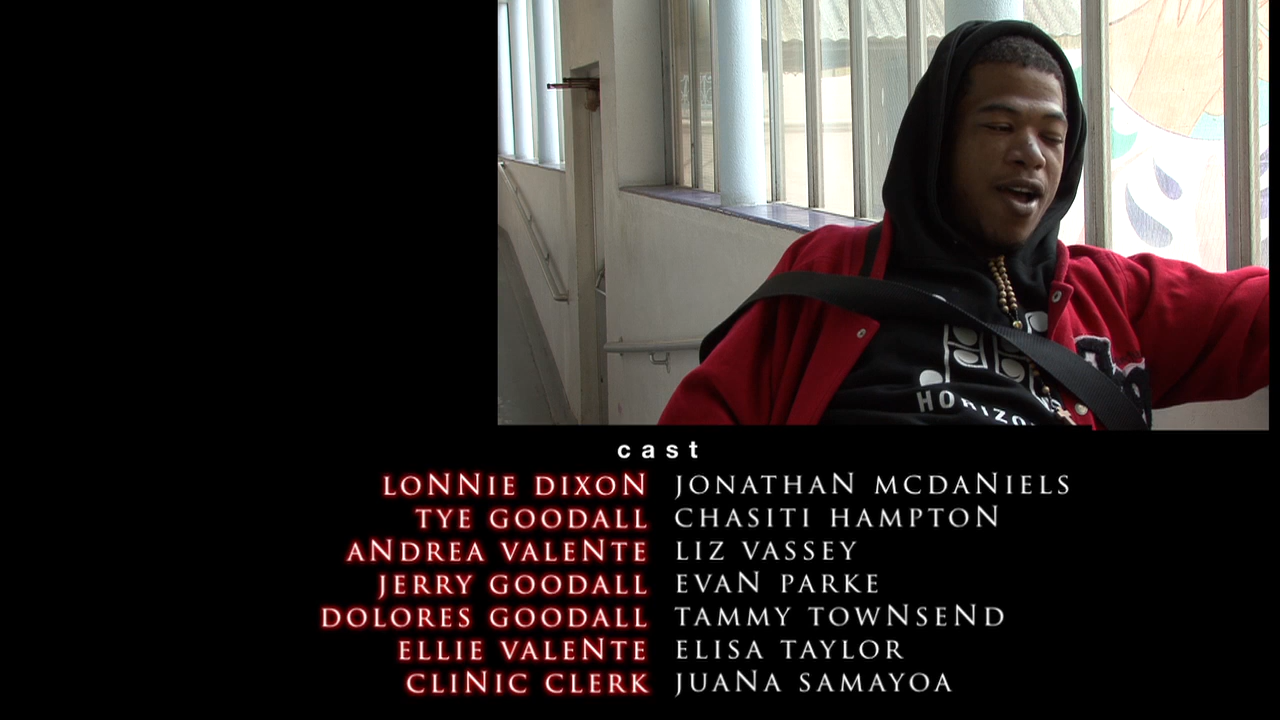 HORIZO
cast
LONNIE DIXON JONATHAN MCDANIELS
TYE GOODALL CHASITI HAMPTON
ANDREA VALENTE LIZ VASSEY
JERRY GOODALL EVAN PARKE
DOLORES GOODALL TAMMY TOWNSEND
ELLIE VALENTE ELISA TAYLOR
CLINIC CLERK JUANA SAMAYOA